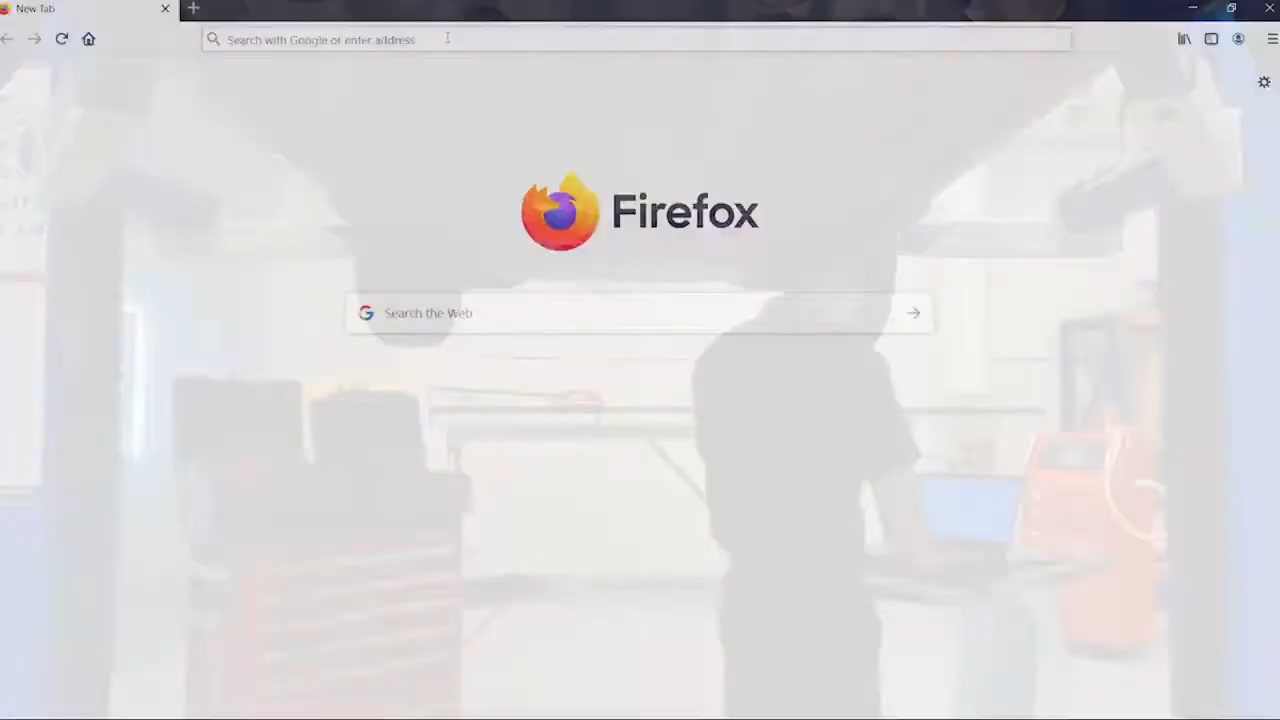 New Tab
Search with Google or enter address
Firefox
Search the Web